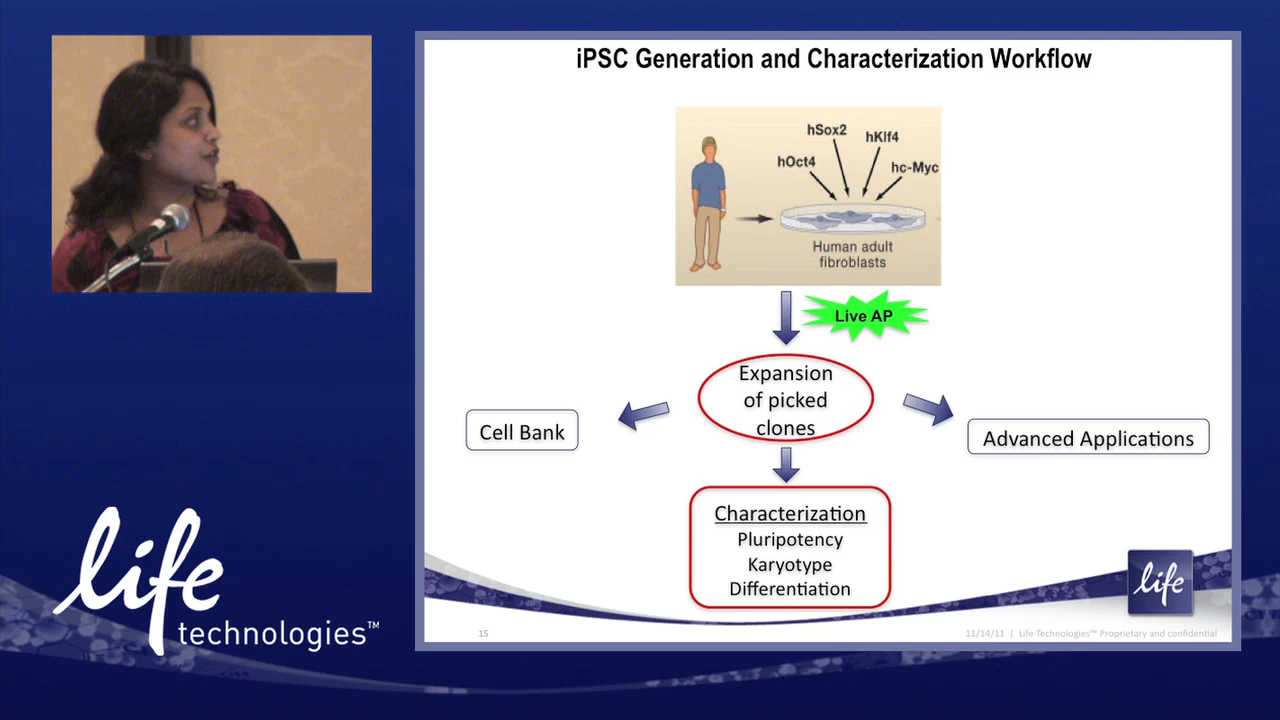 iPSC Generation and Characterization Workflow
hSox2
hKlf4
hOct4
hc-Myc
Human adult
fibroblasts
Live AP
Expansion
of picked
clones
Cell Bank
Advanced Applications
Characterization
Pluripotency
Karyotype
Differentiation
life
15
11/14/11 | Life Technologies™ Proprietary and confidential
life
technologies™